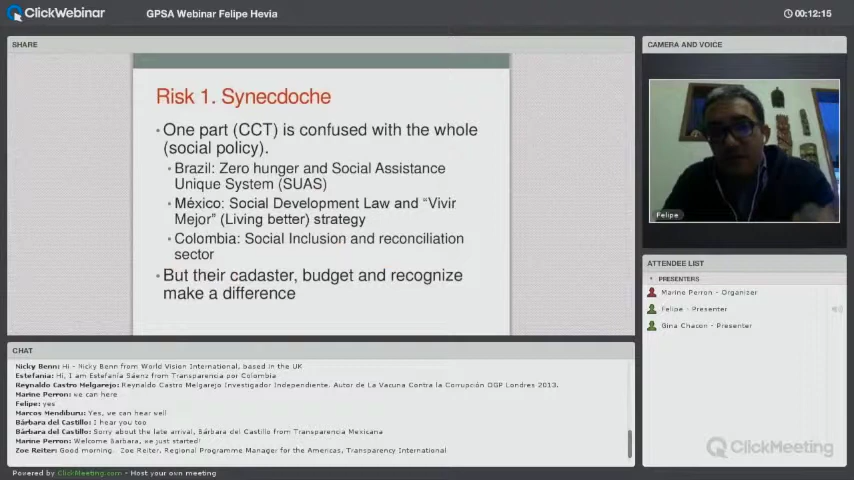 ClickWebinar
GPSA Webinar Felipe Hevia
00:12:15
SHARE
Risk 1. Synecdoche
One part (CCT) is confused with the whole
(social policy).
Brazil: Zero hunger and Social Assistance
Unique System (SUAS)
México: Social Development Law and “Vivir
Mejor” (Living better) strategy
Colombia: Social Inclusion and reconciliation
sector
But their cadaster, budget and recognize
make a difference
CAMERA AND VOICE
Felipe
ATTENDEE LIST
PRESENTERS
Marine Perron - Organizer
Felipe - Presenter
Gina Chacon - Presenter
CHAT
Nicky Benn: Hi - Nicky Benn from World Vision International, based in the UK
Estefania: Hi, I am Estefanía Sáenz from Transparencia por Colombia
Reynaldo Castro Melgarejo: Reynaldo Castro Melgarejo Investigador Independiente. Autor de La Vacuna Contra la Corrupción OGP Londres 2013.
Marine Perron: we can here
Felipe: yes
Marcos Mendiburu: Yes, we can hear well
Bárbara del Castillo: I hear you too
Bárbara del Castillo: Sorry about the late arrival, Bárbara del Castillo from Transparencia Mexicana
Marine Perron: Welcome Barbara, we just started!
Zoe Reiter: Good morning. Zoe Reiter, Regional Programme Manager for the Americas, Transparency International
ClickMeeting
Powered by ClickMeeting.com - Host your own meeting